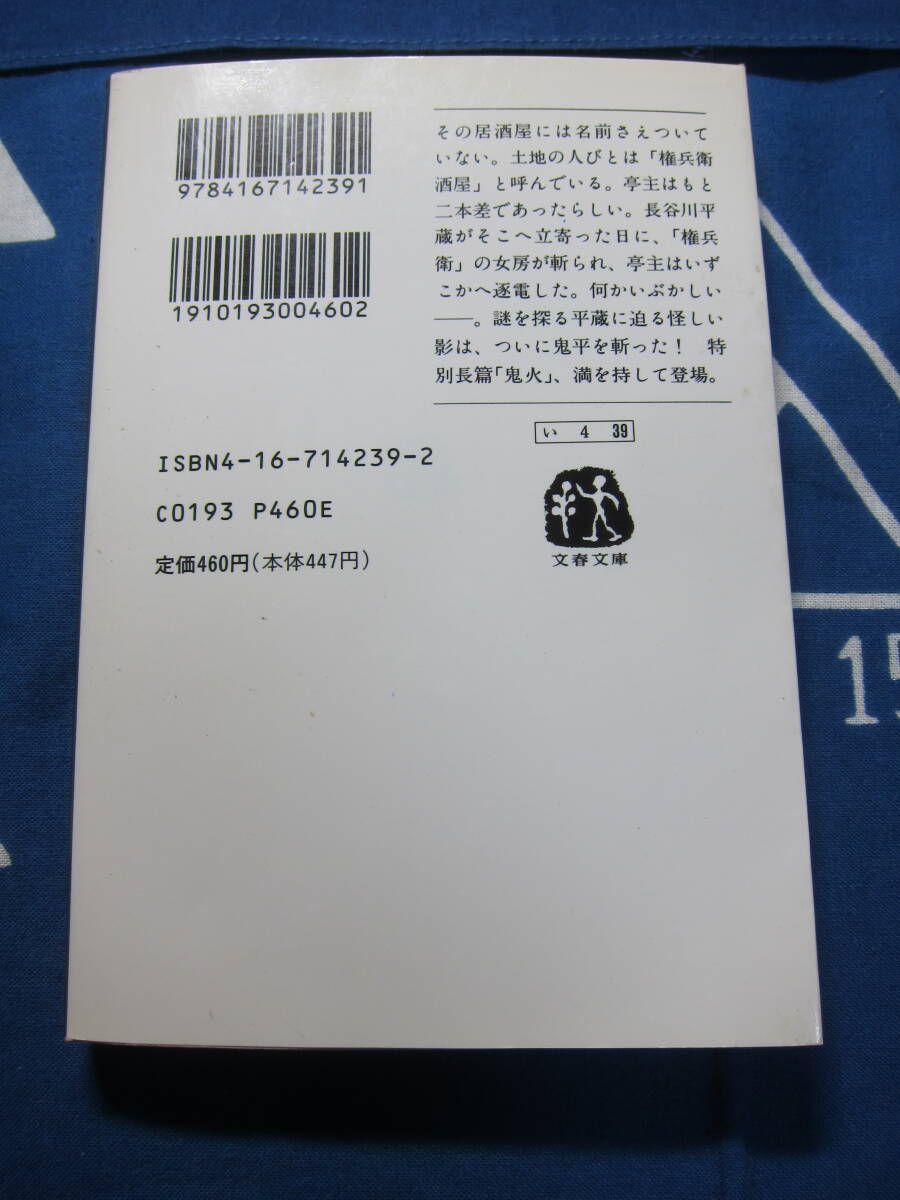 9784167142391
1910193004602
その居酒屋には名前さえついて
いない。土地の人びとは「権兵衛
酒屋」と呼んでいる。亭主はもと
二本差であったらしい。長谷川平
蔵がそこへ立寄った日に、「権兵
衛」の女房が斬られ、亭主はいず
こかへ逐電した。何かいぶかしい
――。謎を探る平蔵に迫る怪しい
影は、ついに鬼平を斬った！　特
別長篇「鬼火」、満を持して登場。
い 4 39
ISBN4-16-714239-2
C0193 P460E
定価460円(本体447円)
文春文庫
15